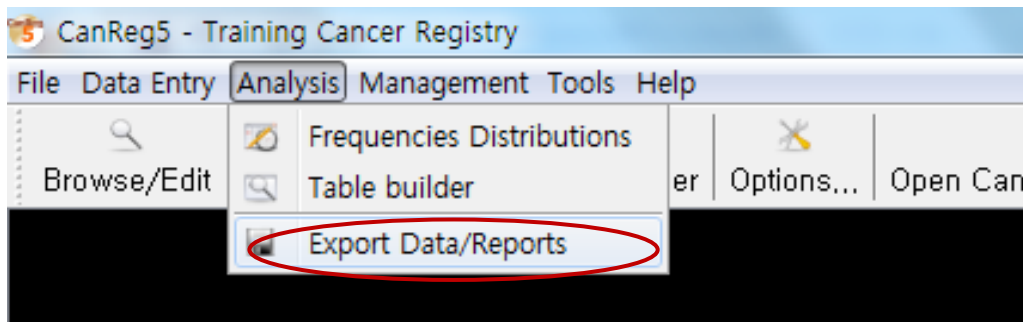 CanReg5 - Training Cancer Registry
File Data Entry Analysis Management Tools Help
Browse/Edit
Frequencies Distributions
Table builder
Export Data/Reports
er
Options...
Open Can